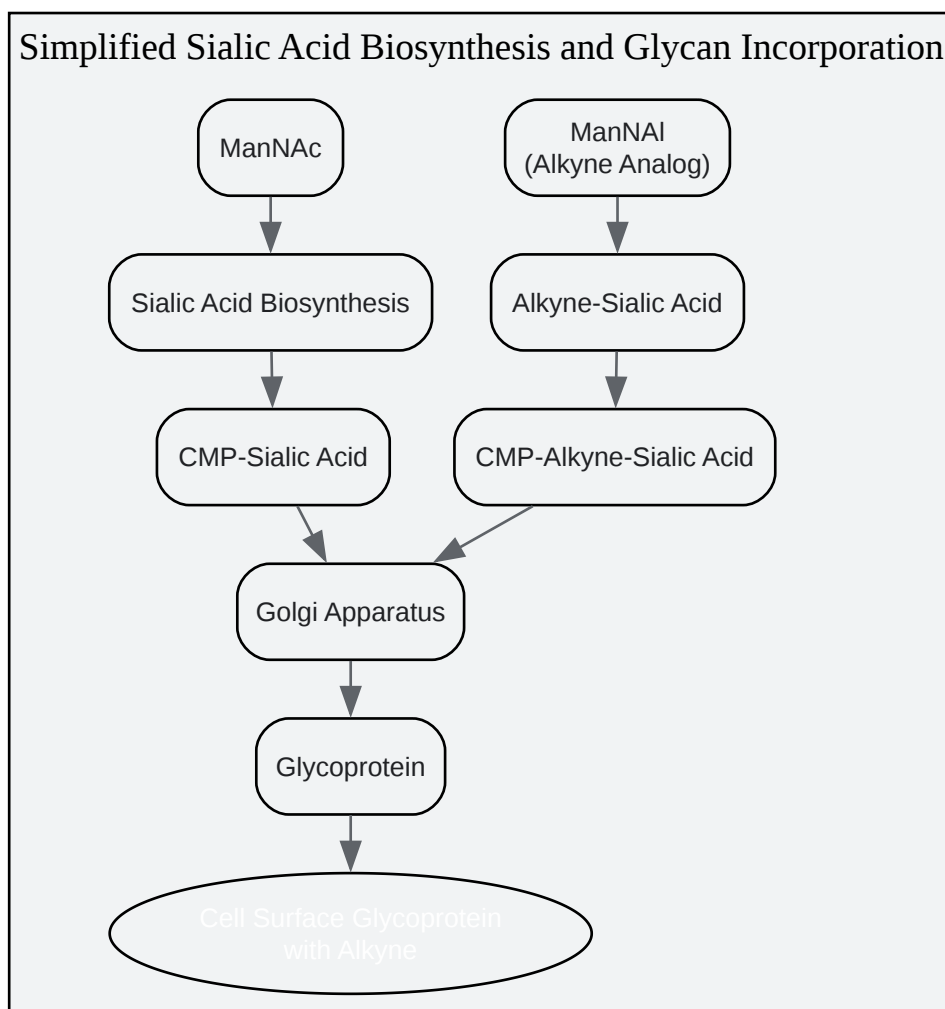 Simplified Sialic Acid Biosynthesis and Glycan Incorporation
ManNAc
ManNAl
(Alkyne Analog)
Sialic Acid Biosynthesis
Alkyne-Sialic Acid
CMP-Sialic Acid
CMP-Alkyne-Sialic Acid
Golgi Apparatus
Glycoprotein
Cell Surface Glycoprotein
with Alkyne